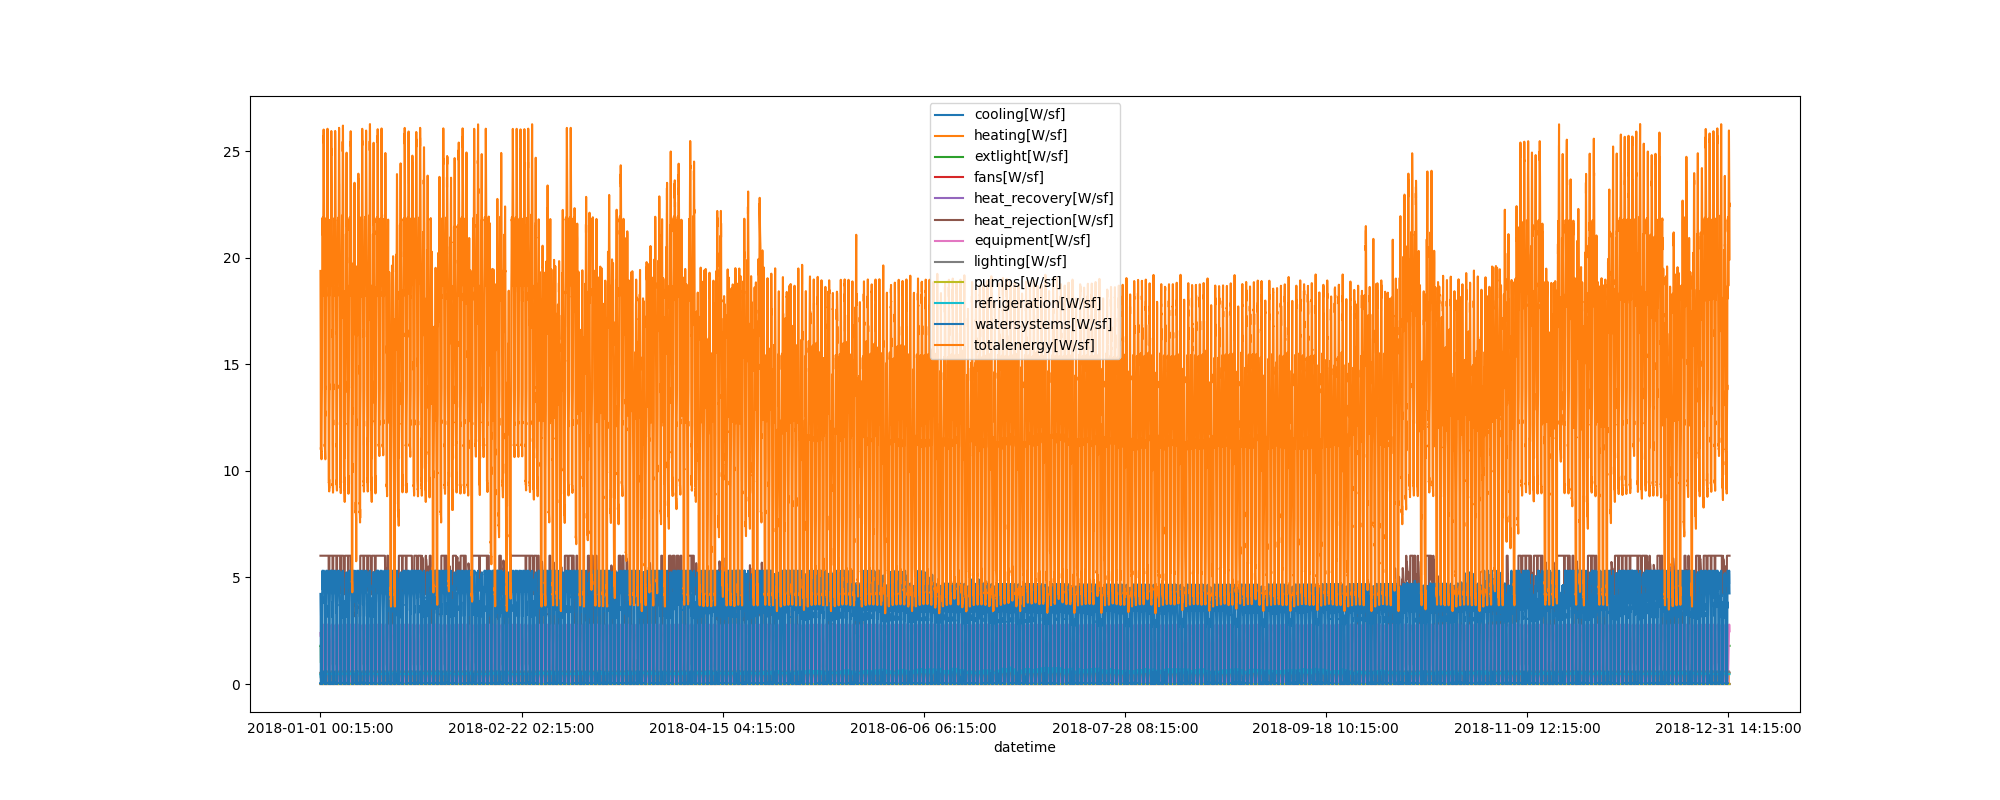 25
20
15
10
5
0
cooling[W/sf]
heating[W/sf]
extlight[W/sf]
fans[W/sf]
heat_recovery[W/sf]
heat_rejection[W/sf]
equipment[W/sf]
lighting[W/sf]
pumps[W/sf]
refrigeration[W/sf]
watersystems[W/sf]
totalenergy[W/sf]
2018-01-01 00:15:00 2018-02-22 02:15:00 2018-04-15 04:15:00 2018-06-06 06:15:00 2018-07-28 08:15:00 2018-09-18 10:15:00 2018-11-09 12:15:00 2018-12-31 14:15:00
datetime